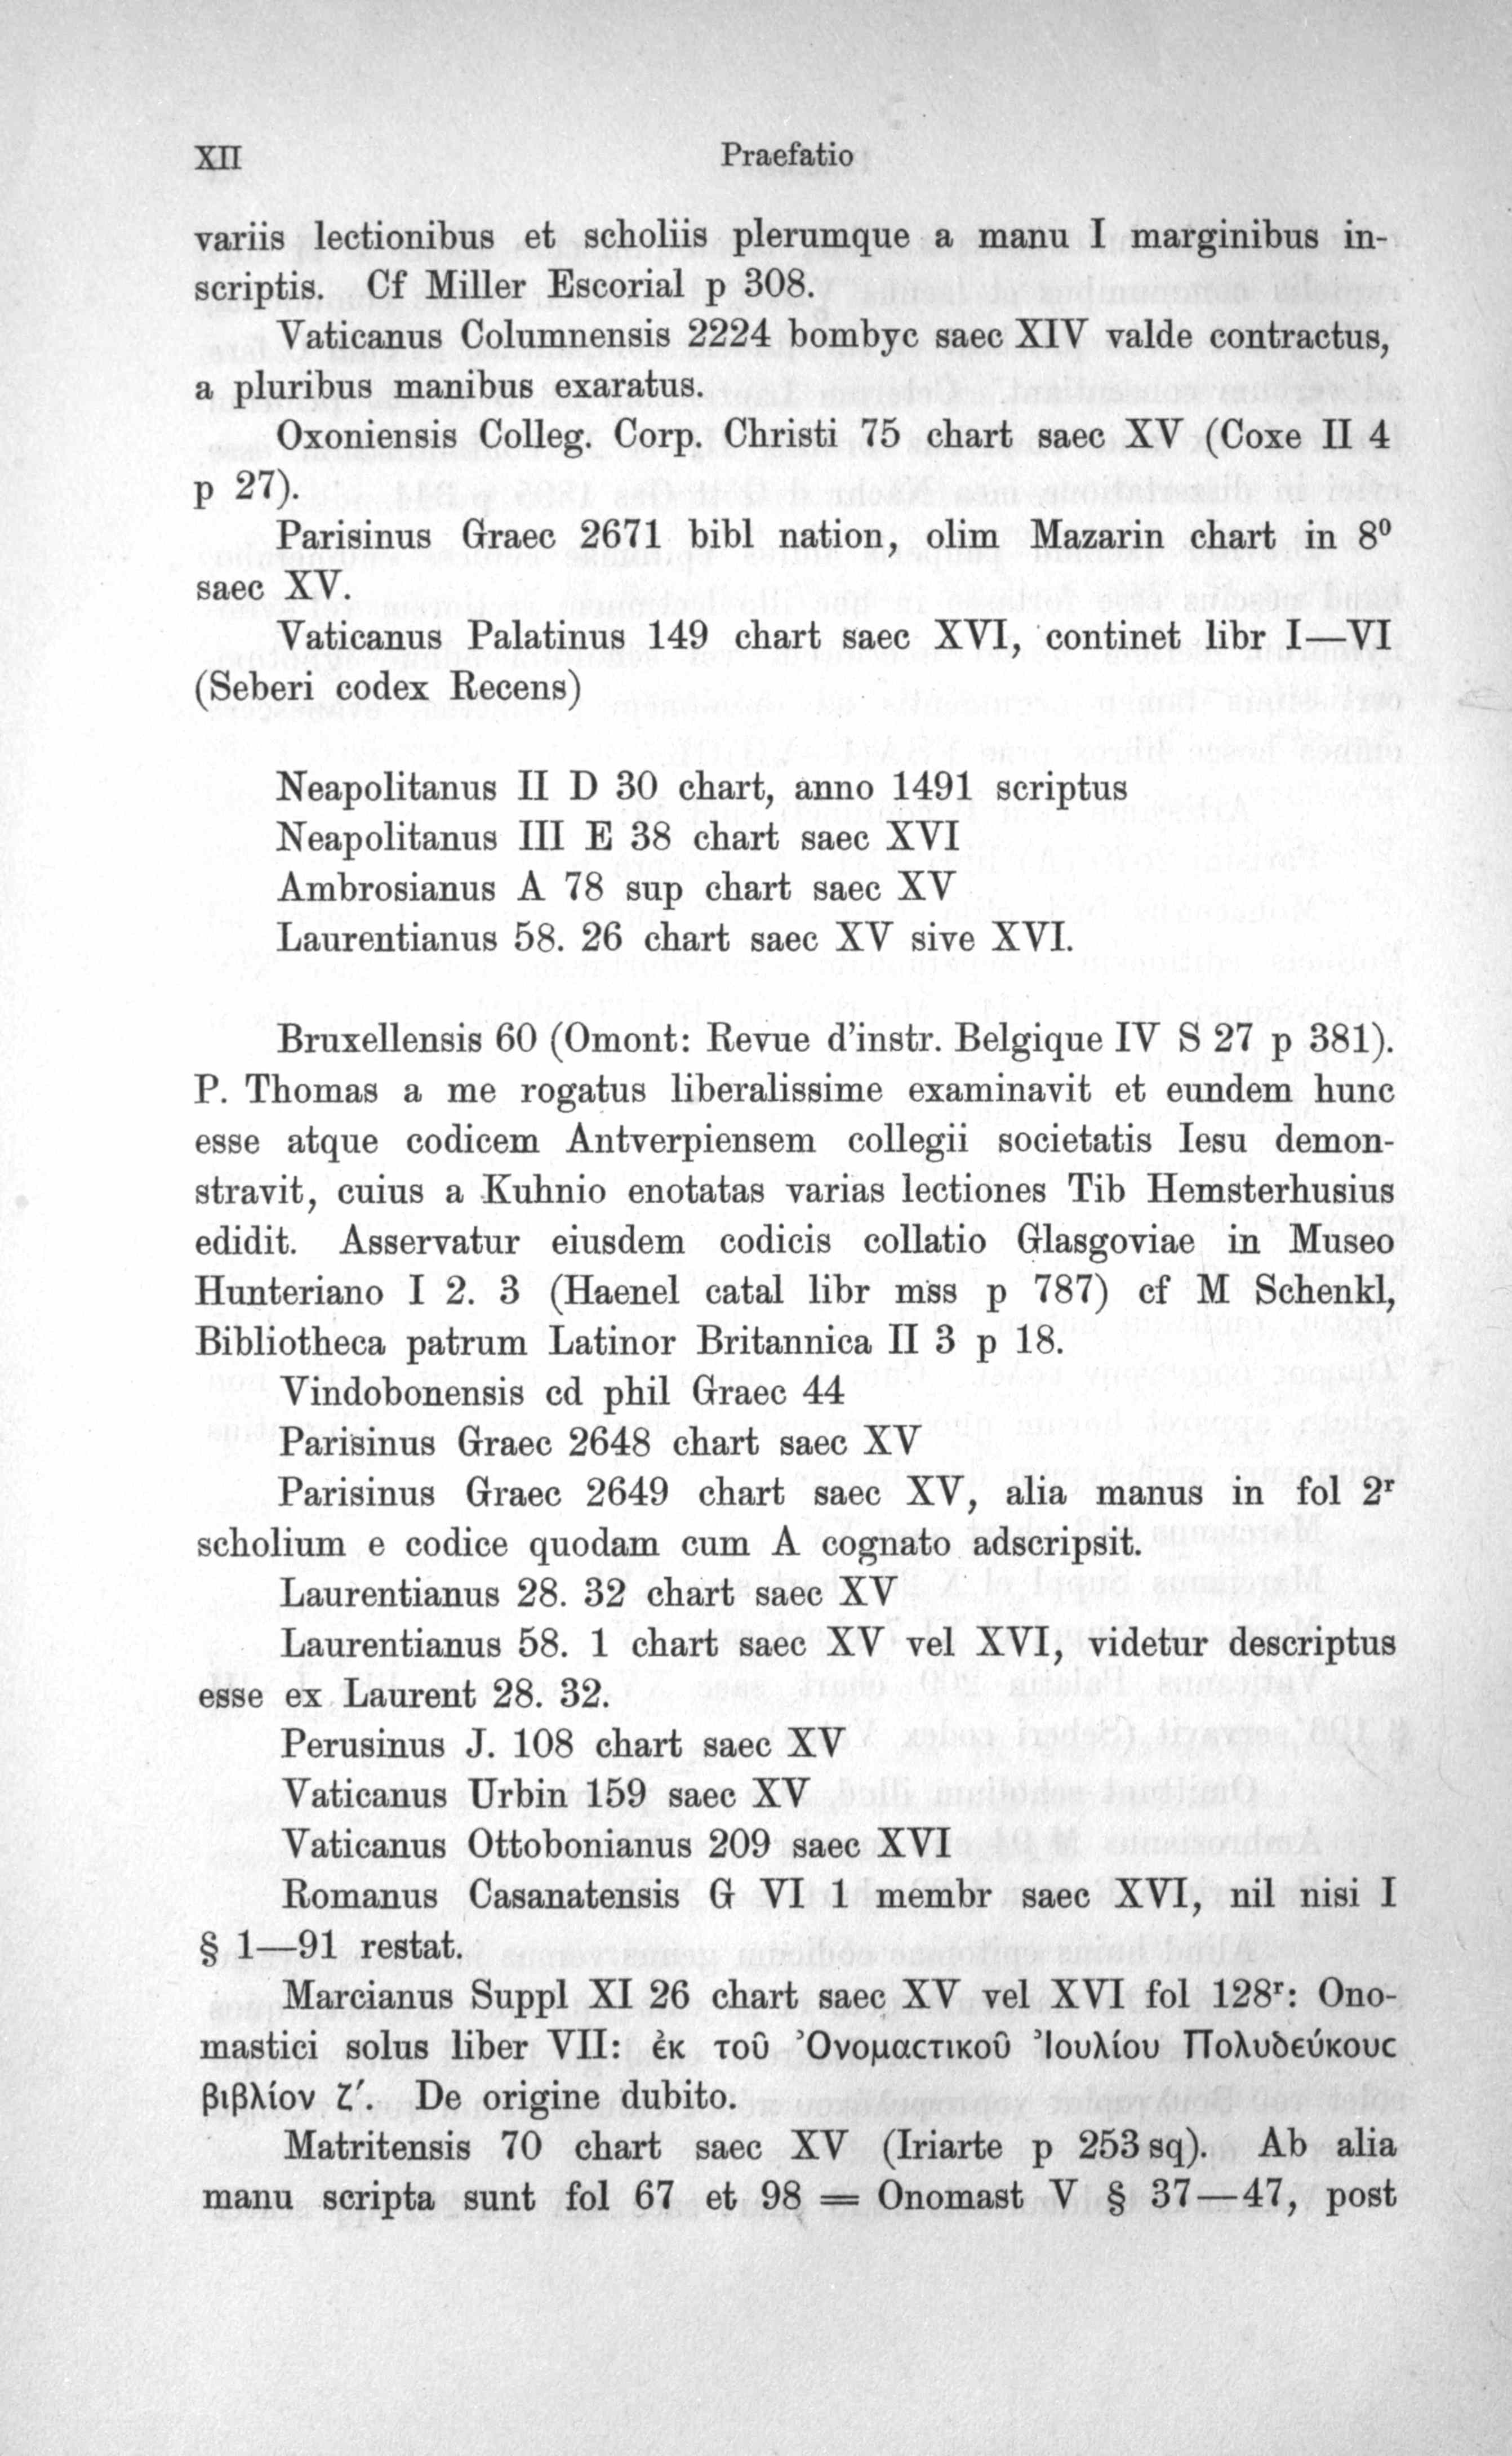 XII Praefatio
variis lectionibus et scholiis plerumque a manu I marginibus in-
scriptis. Cf Miller Escorial p 308.
Vaticanus Columnensis 2224 bombyc saec XIV valde contractus,
a pluribus manibus exaratus.
Oxoniensis Colleg. Corp. Christi 75 chart saec XV (Coxe II 4
p 27).
Parisinus Graec 2671 bibl nation, olim Mazarin chart in 8⁰
saec XV.
Vaticanus Palatinus 149 chart saec XVI, continet libr I—VI
(Seberi codex Recens)
Neapolitanus II D 30 chart, anno 1491 scriptus
Neapolitanus III E 38 chart saec XVI
Ambrosianus A 78 sup chart saec XV
Laurentianus 58. 26 chart saec XV sive XVI.
Bruxellensis 60 (Omont: Revue d'instr. Belgique IV S 27 p 381).
P. Thomas a me rogatus liberalissime examinavit et eundem hunc
esse atque codicem Antverpiensem collegii societatis Iesu demon-
stravit, cuius a Kuhnio enotatas varias lectiones Tib Hemsterhusius
edidit. Asservatur eiusdem codicis collatio Glasgoviae in Museo
Hunteriano I 2. 3 (Haenel catal libr mss p 787) cf M Schenkl,
Bibliotheca patrum Latinor Britannica II 3 p 18.
Vindobonensis cd phil Graec 44
Parisinus Graec 2648 chart saec XV
Parisinus Graec 2649 chart saec XV, alia manus in fol 2ʳ
scholium e codice quodam cum A cognato adscripsit.
Laurentianus 28. 32 chart saec XV
Laurentianus 58. 1 chart saec XV vel XVI, videtur descriptus
esse ex Laurent 28. 32.
Perusinus J. 108 chart saec XV
Vaticanus Urbin 159 saec XV
Vaticanus Ottobonianus 209 saec XVI
Romanus Casanatensis G VI 1 membr saec XVI, nil nisi I
§ 1—91 restat.
Marcianus Suppl XI 26 chart saec XV vel XVI fol 128ʳ: Ono-
mastici solus liber VII: ἐκ τοῦ Ὀνομαϲτικοῦ Ἰουλίου Πολυδεύκουϲ
βιβλίον ζ′. De origine dubito.
Matritensis 70 chart saec XV (Iriarte p 253 sq). Ab alia
manu scripta sunt fol 67 et 98 = Onomast V § 37—47, post